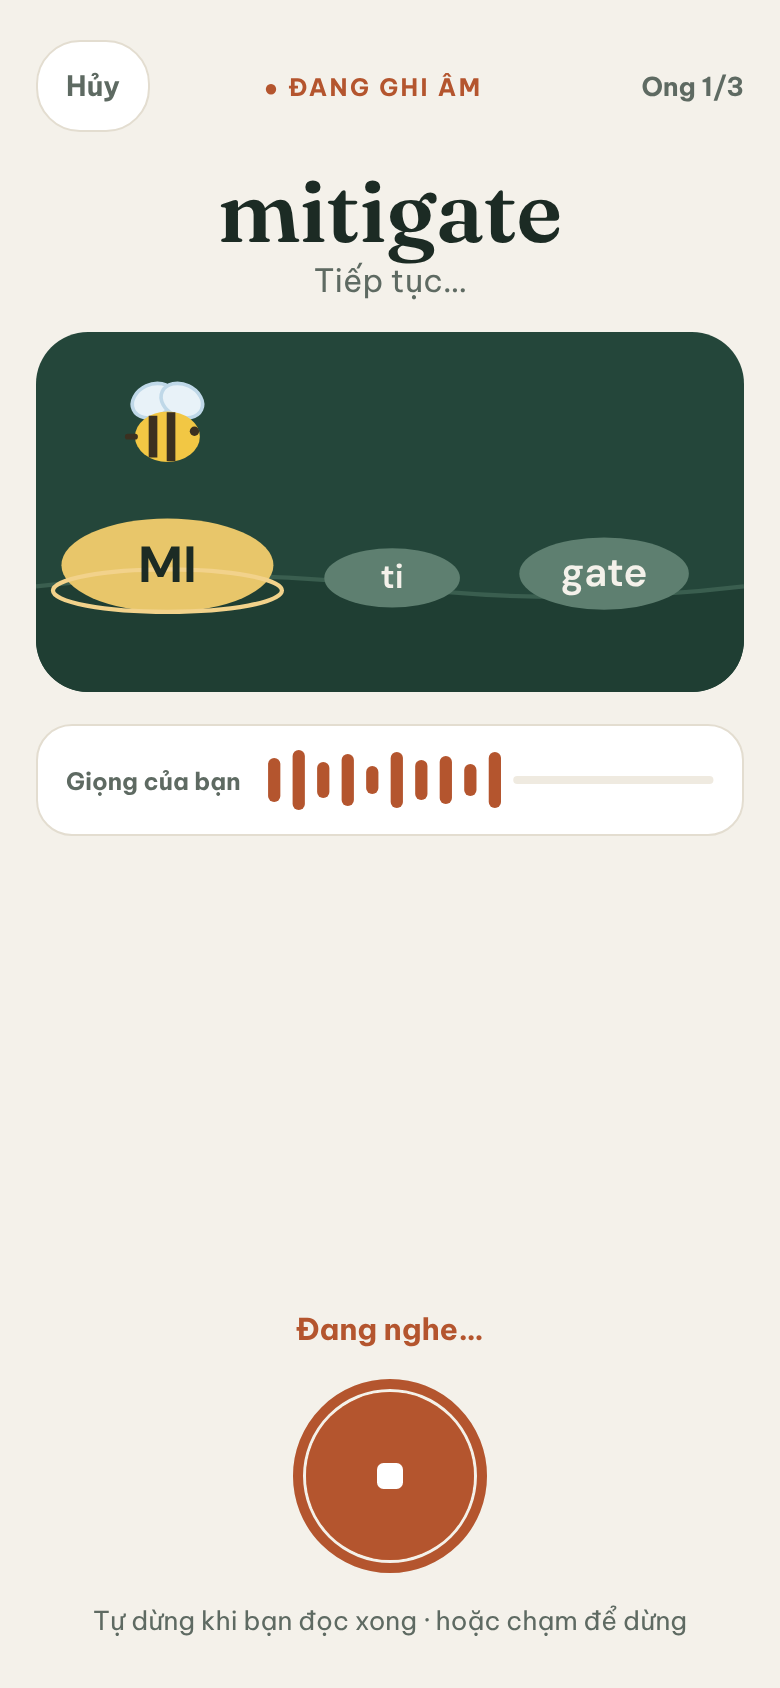 Hủy
• ĐANG GHI ÂM
Ong 1/3
mitigate
Tiếp tục...
MI
ti
gate
Giọng của bạn
Đang nghe...
Tự dừng khi bạn đọc xong · hoặc chạm để dừng